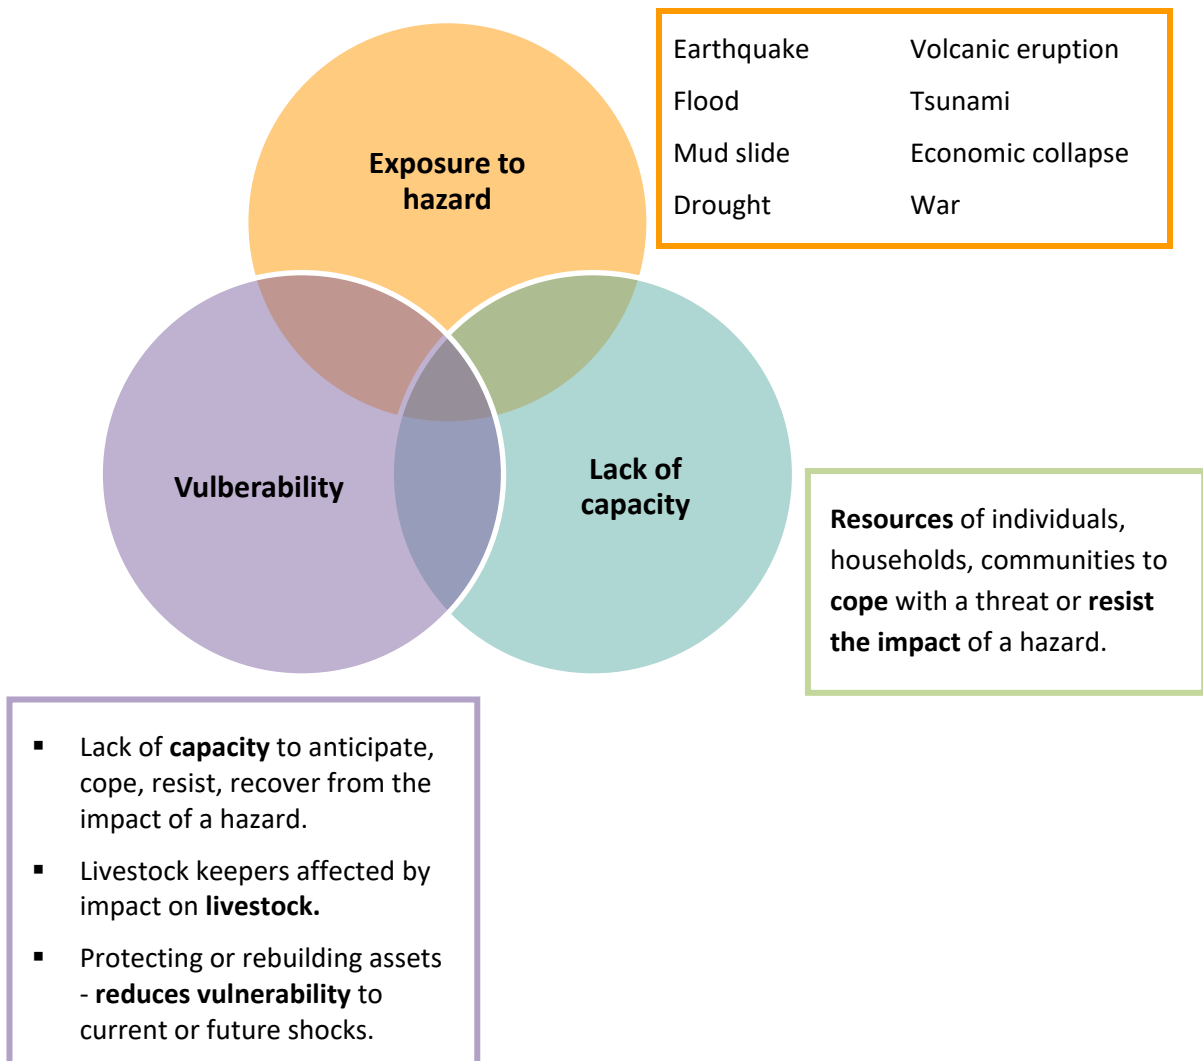 Earthquake Volcanic eruption
Flood Tsunami
Mud slide Economic collapse
Drought War
Exposure to
hazard
Vulberability
Lack of
capacity
Resources of individuals,
households, communities to
cope with a threat or resist
the impact of a hazard.
▪ Lack of capacity to anticipate,
cope, resist, recover from the
impact of a hazard.
▪ Livestock keepers affected by
impact on livestock.
▪ Protecting or rebuilding assets
- reduces vulnerability to
current or future shocks.